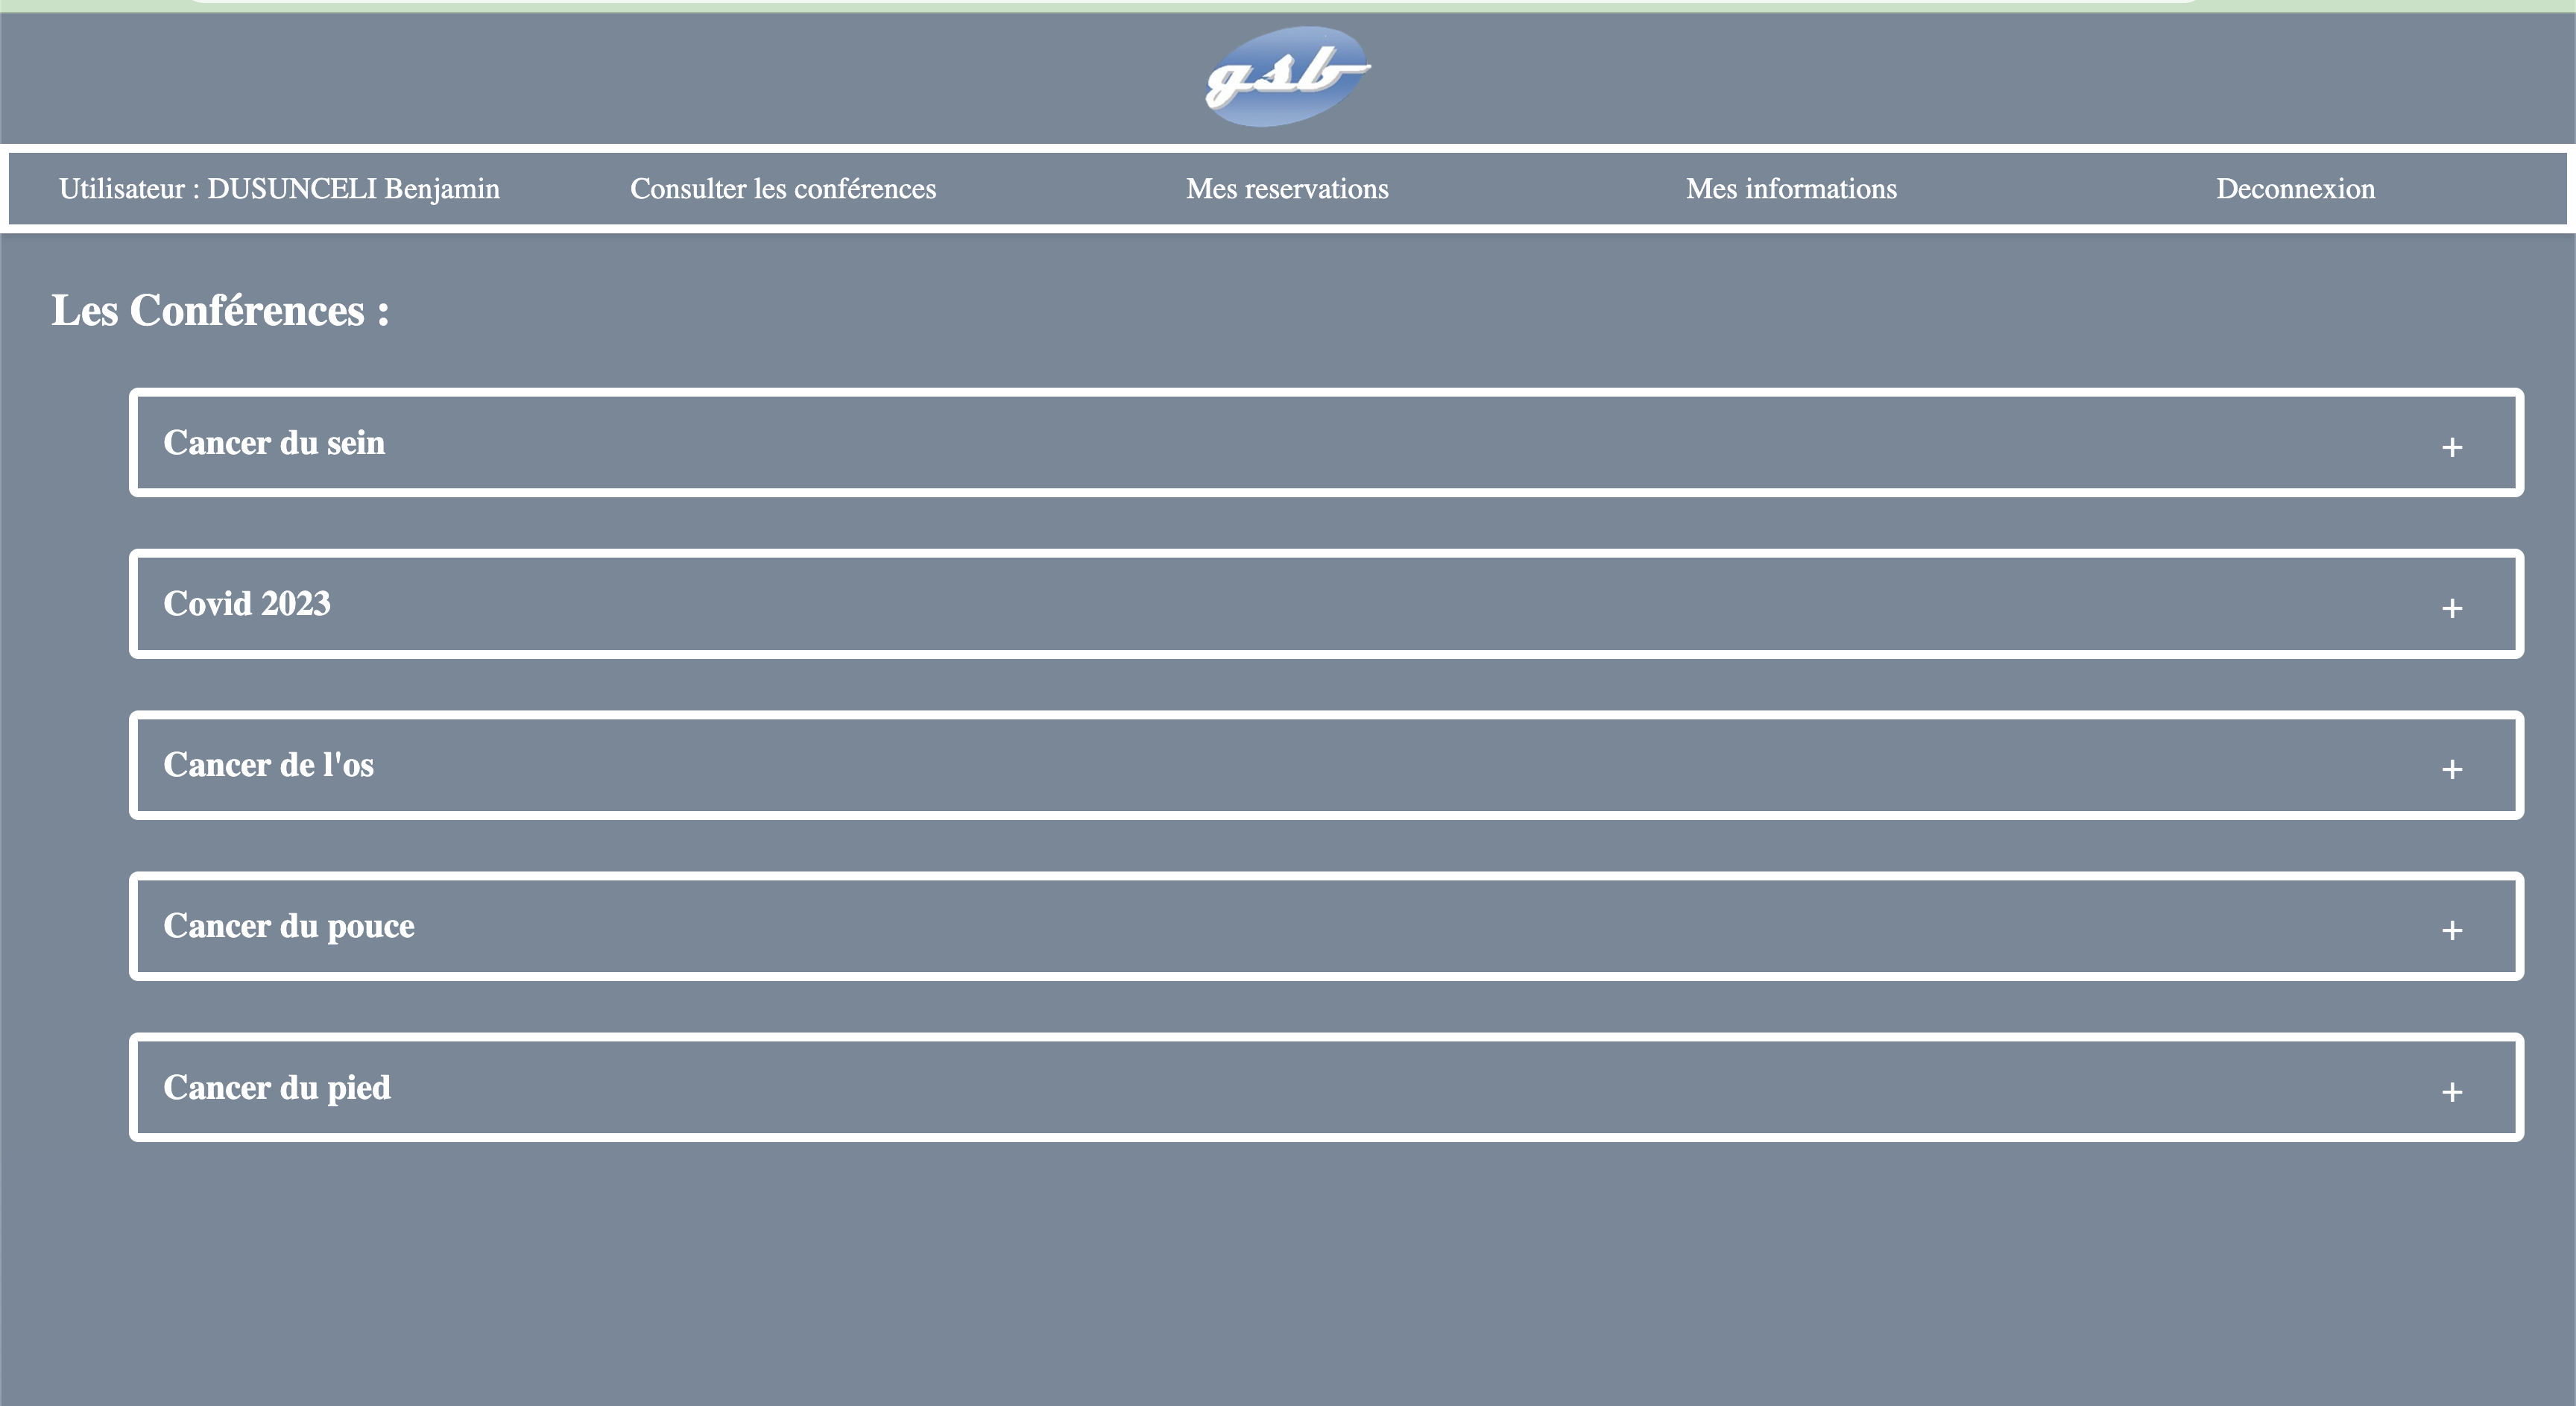 gsb
Utilisateur : DUSUNCELI Benjamin
Consulter les conférences
Mes reservations
Mes informations
Deconnexion
Les Conférences :
Cancer du sein +
Covid 2023 +
Cancer de l'os +
Cancer du pouce +
Cancer du pied +